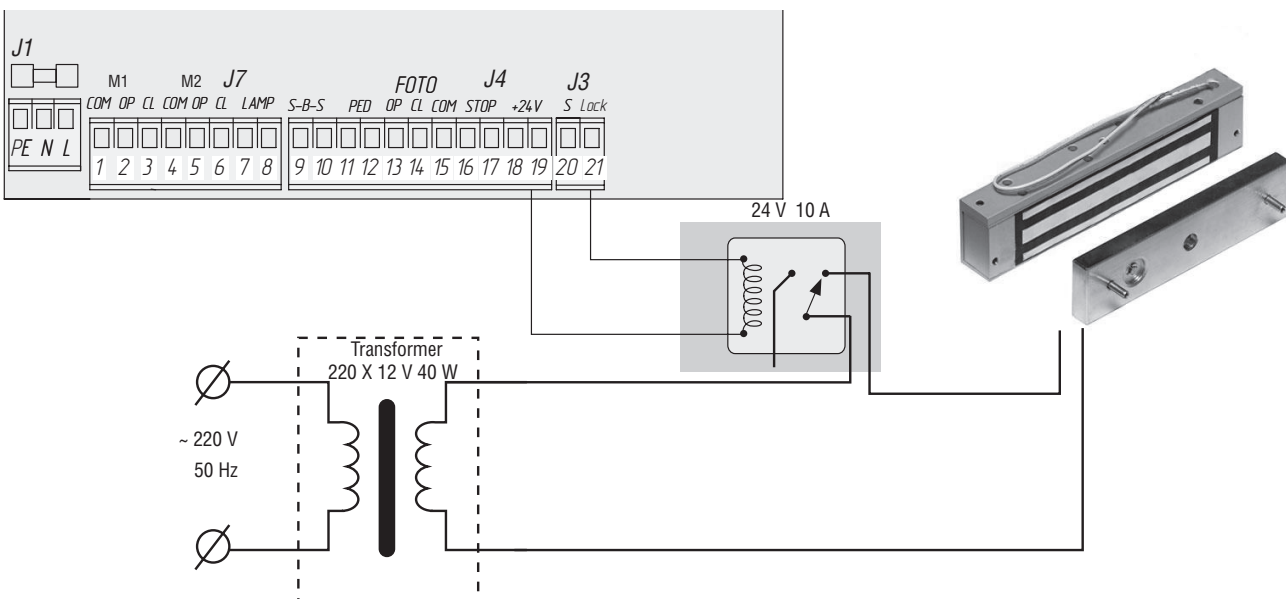 J1
M1 M2 J7 FOTO J4 J3
COM OP CL COM OP CL LAMP S-B-S PED OP CL COM STOP +24V S Lock
PE N L
1 2 3 4 5 6 7 8 9 10 11 12 13 14 15 16 17 18 19 20 21
24 V 10 A
Transformer
220 X 12 V 40 W
~ 220 V
50 Hz